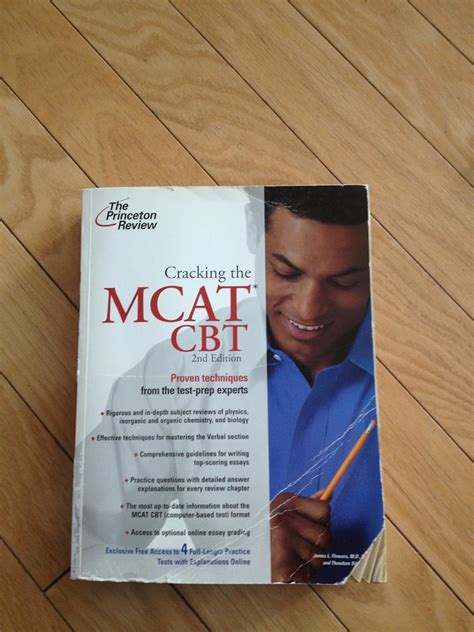 The
Princeton
Review
Cracking the
MCAT*
CBT
2nd Edition
Proven techniques
from the test-prep experts
• Rigorous and in-depth subject reviews of physics,
inorganic and organic chemistry, and biology
• Effective techniques for mastering the Verbal section
• Comprehensive guidelines for writing
top-scoring essays
• Practice questions with detailed answer
explanations for every review chapter
• The most up-to-date information about the
MCAT CBT (computer-based test) format
• Access to optional online essay grading
Exclusive Free Access to 4 Full-Length Practice
Tests with Explanations Online
James L. Flowers, M.D.
and Theodore